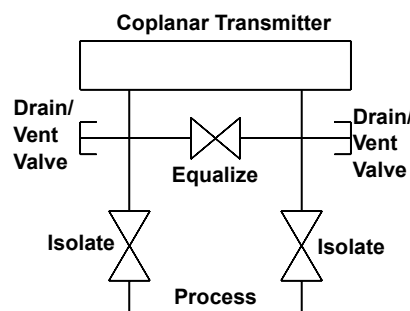 Coplanar Transmitter
Drain/
Vent
Valve
Equalize
Drain/
Vent
Valve
Isolate
Isolate
Process